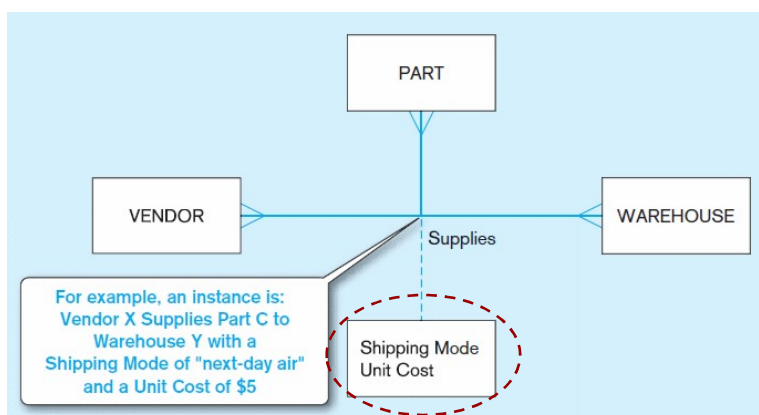 PART
VENDOR
WAREHOUSE
Supplies
For example, an instance is:
Vendor X Supplies Part C to
Warehouse Y with a
Shipping Mode of "next-day air"
and a Unit Cost of $5
Shipping Mode
Unit Cost